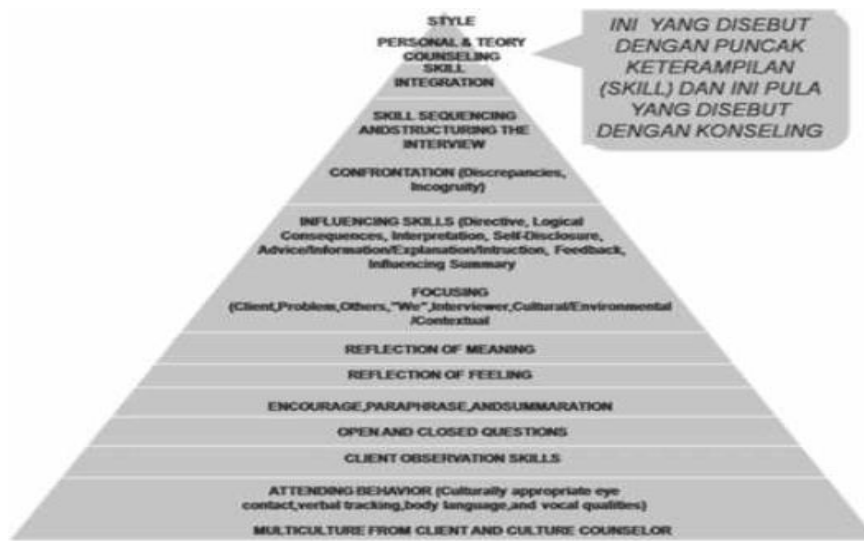 STYLE
PERSONAL & TEORY
COUNSELING
SKILL
INTEGRATION
INI YANG DISEBUT
DENGAN PUNCAK
KETERAMPILAN
(SKILL) DAN INI PULA
YANG DISEBUT
DENGAN KONSELING
SKILL SEQUENCING
ANDSTRUCTURING THE
INTERVIEW
CONFRONTATION (Discrepancies,
Incogruity)
INFLUENCING SKILLS (Directive, Logical
Consequences, Interpretation, Self-Disclosure,
Advice/Information/Explanation/Intruction, Feedback,
Influencing Summary
FOCUSING
(Client,Problem,Others,"We",Interviewer,Cultural/Environmental
/Contextual
REFLECTION OF MEANING
REFLECTION OF FEELING
ENCOURAGE,PARAPHRASE,ANDSUMMARATION
OPEN AND CLOSED QUESTIONS
CLIENT OBSERVATION SKILLS
ATTENDING BEHAVIOR (Culturally appropriate eye
contact,verbal tracking,body language,and vocal qualities)
MULTICULTURE FROM CLIENT AND CULTURE COUNSELOR